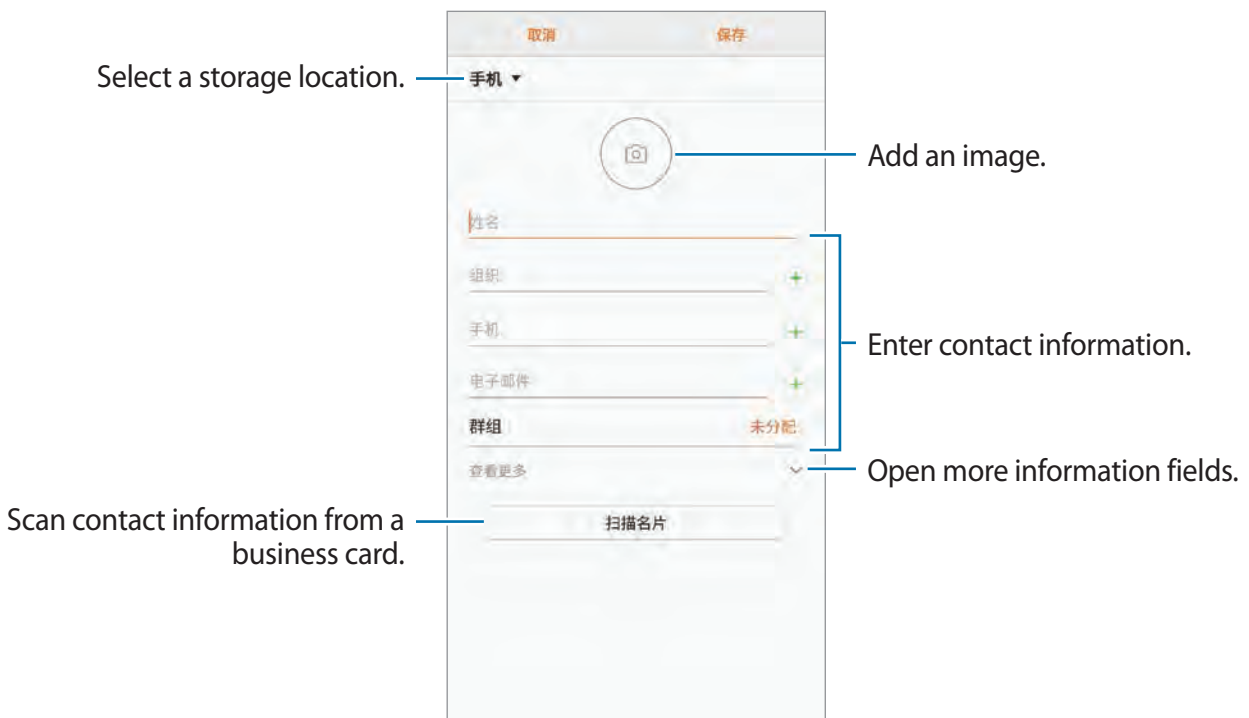 取消 保存
Select a storage location.
手机
Add an image.
姓名
组织
手机
Enter contact information.
电子邮件
群组 未分配
查看更多
Open more information fields.
Scan contact information from a
business card.
扫描名片